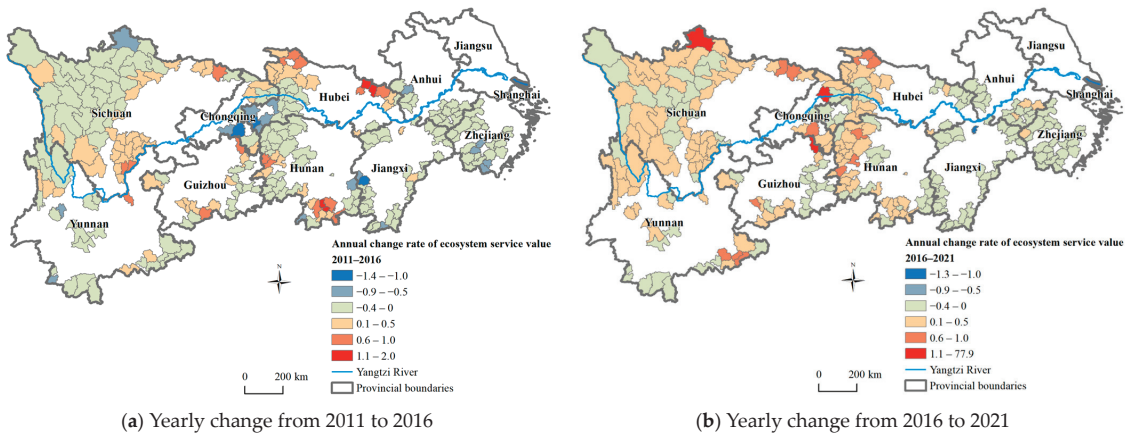 Jiangsu
Anhui
Shanghai
Hubei
Sichuan
Chongqing
Zhejiang
Hunan
Jiangxi
Guizhou
Yunnan
Annual change rate of ecosystem service value
2011–2016
−1.4 – −1.0
−0.9 – −0.5
−0.4 – 0
0.1 – 0.5
0.6 – 1.0
1.1 – 2.0
Yangtzi River
Provincial boundaries
N
0 200 km
(a) Yearly change from 2011 to 2016
Jiangsu
Anhui
Shanghai
Hubei
Sichuan
Chongqing
Zhejiang
Hunan
Jiangxi
Guizhou
Yunnan
Annual change rate of ecosystem service value
2016–2021
−1.3 – −1.0
−0.9 – −0.5
−0.4 – 0
0.1 – 0.5
0.6 – 1.0
1.1 – 77.9
Yangtzi River
Provincial boundaries
N
0 200 km
(b) Yearly change from 2016 to 2021